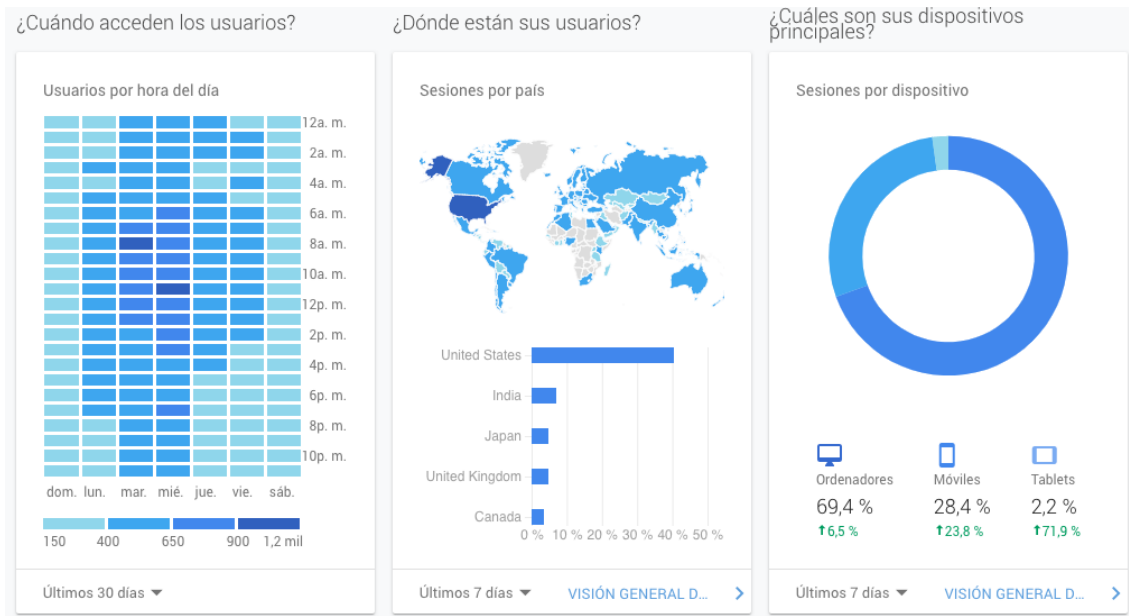 ¿Cuándo acceden los usuarios?
Usuarios por hora del día
12a. m.
2a. m.
4a. m.
6a. m.
8a. m.
10a. m.
12p. m.
2p. m.
4p. m.
6p. m.
8p. m.
10p. m.
dom. lun. mar. mié. jue. vie. sáb.
150 400 650 900 1,2 mil
Últimos 30 días
¿Dónde están sus usuarios?
Sesiones por país
United States
India
Japan
United Kingdom
Canada
0 % 10 % 20 % 30 % 40 % 50 %
Últimos 7 días VISIÓN GENERAL D...
¿Cuáles son sus dispositivos
principales?
Sesiones por dispositivo
Ordenadores Móviles Tablets
69,4 % 28,4 % 2,2 %
↑6,5 % ↑23,8 % ↑71,9 %
Últimos 7 días VISIÓN GENERAL D...